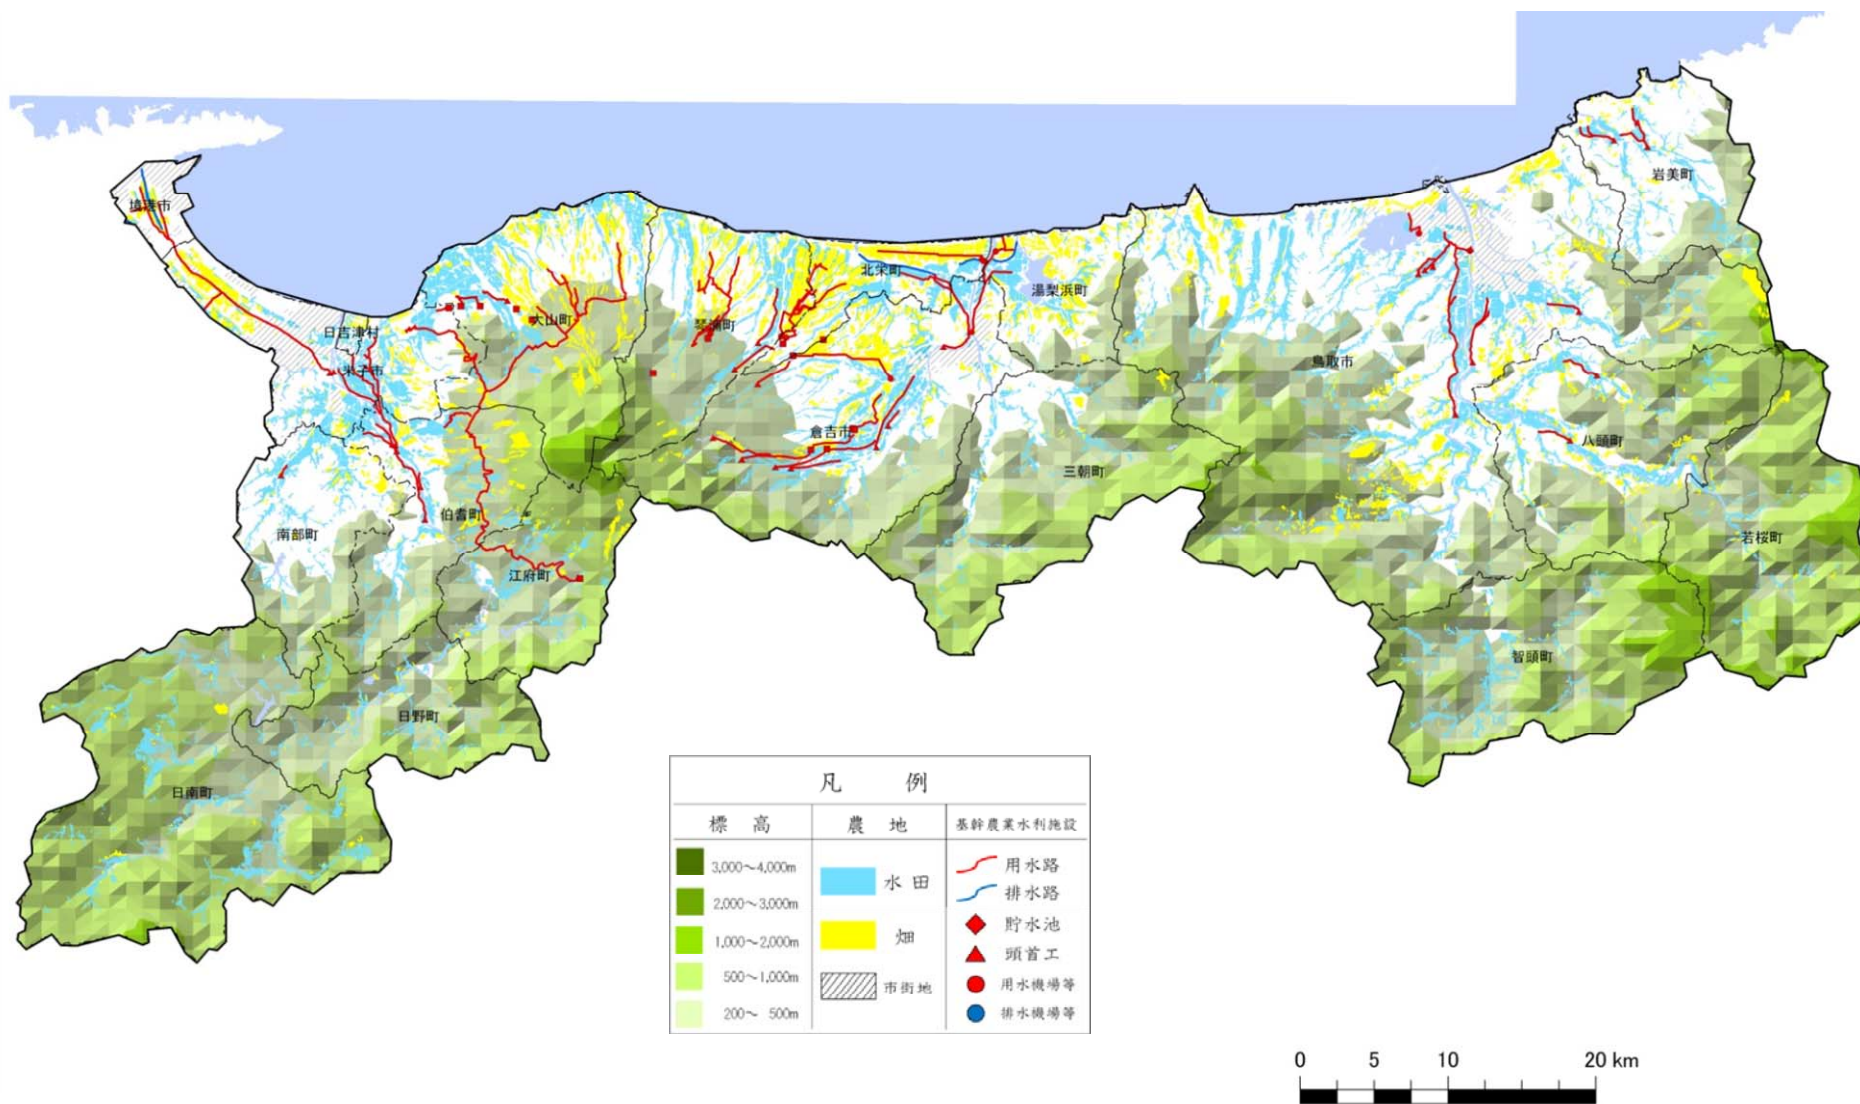 岩美町
境港市
北栄町
湯梨浜町
大山町
琴浦町
日吉津村
米子市
鳥取市
倉吉市
八頭町
三朝町
伯耆町
南部町
若桜町
江府町
智頭町
日野町
日南町
凡 例
標 高
農 地
基幹農業水利施設
3,000～4,000m
2,000～3,000m
1,000～2,000m
500～1,000m
200～ 500m
水 田
畑
市街地
用水路
排水路
貯水池
頭首工
用水機場等
排水機場等
0 5 10 20 km